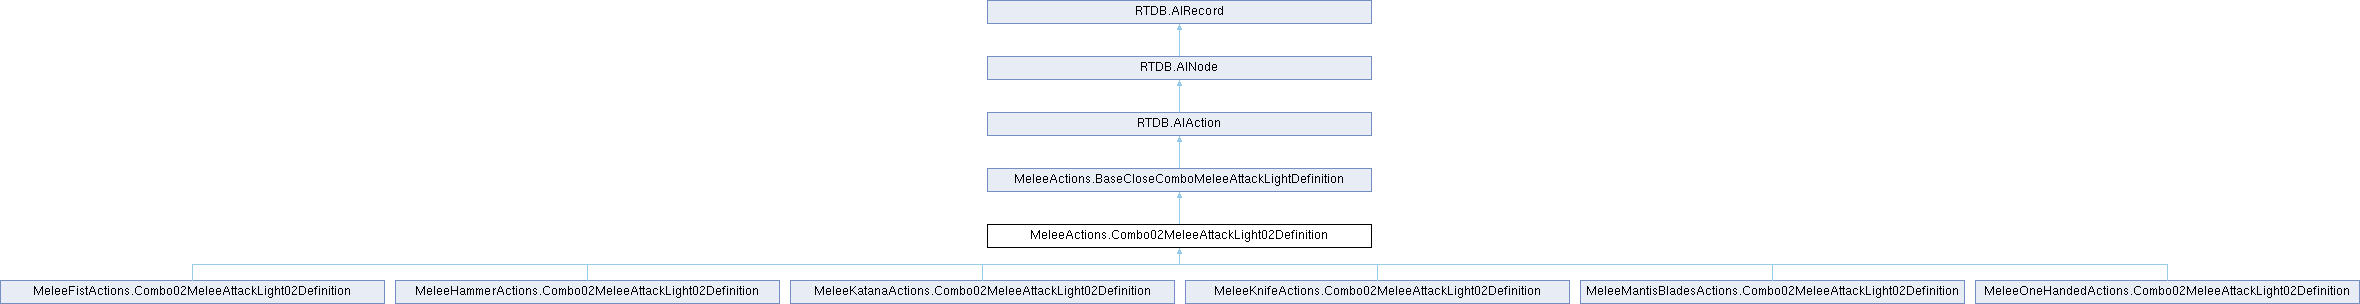 RTDB.AIRecord
RTDB.AINode
RTDB.AIAction
MeleeActions.BaseCloseComboMeleeAttackLightDefinition
MeleeActions.Combo02MeleeAttackLight02Definition
MeleeFistActions.Combo02MeleeAttackLight02Definition
MeleeHammerActions.Combo02MeleeAttackLight02Definition
MeleeKatanaActions.Combo02MeleeAttackLight02Definition
MeleeKnifeActions.Combo02MeleeAttackLight02Definition
MeleeMantisBladesActions.Combo02MeleeAttackLight02Definition
MeleeOneHandedActions.Combo02MeleeAttackLight02Definition